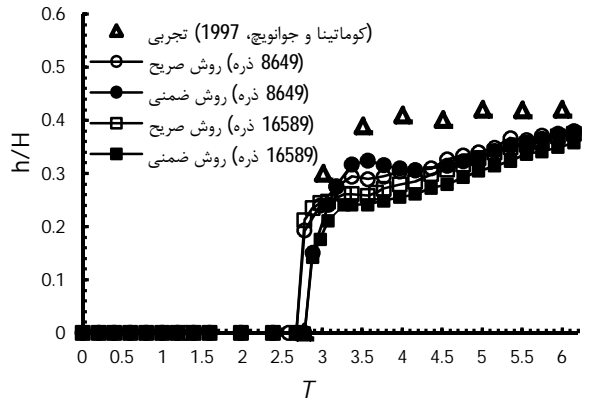 0.6
0.5
0.4
0.3
0.2
0.1
0
h/H
تجربی (کوماتینا و جوانویچ، 1997)
روش صریح (8649 ذره)
روش ضمنی (8649 ذره)
روش صریح (16589 ذره)
روش ضمنی (16589 ذره)
0 0.5 1 1.5 2 2.5 3 3.5 4 4.5 5 5.5 6
T